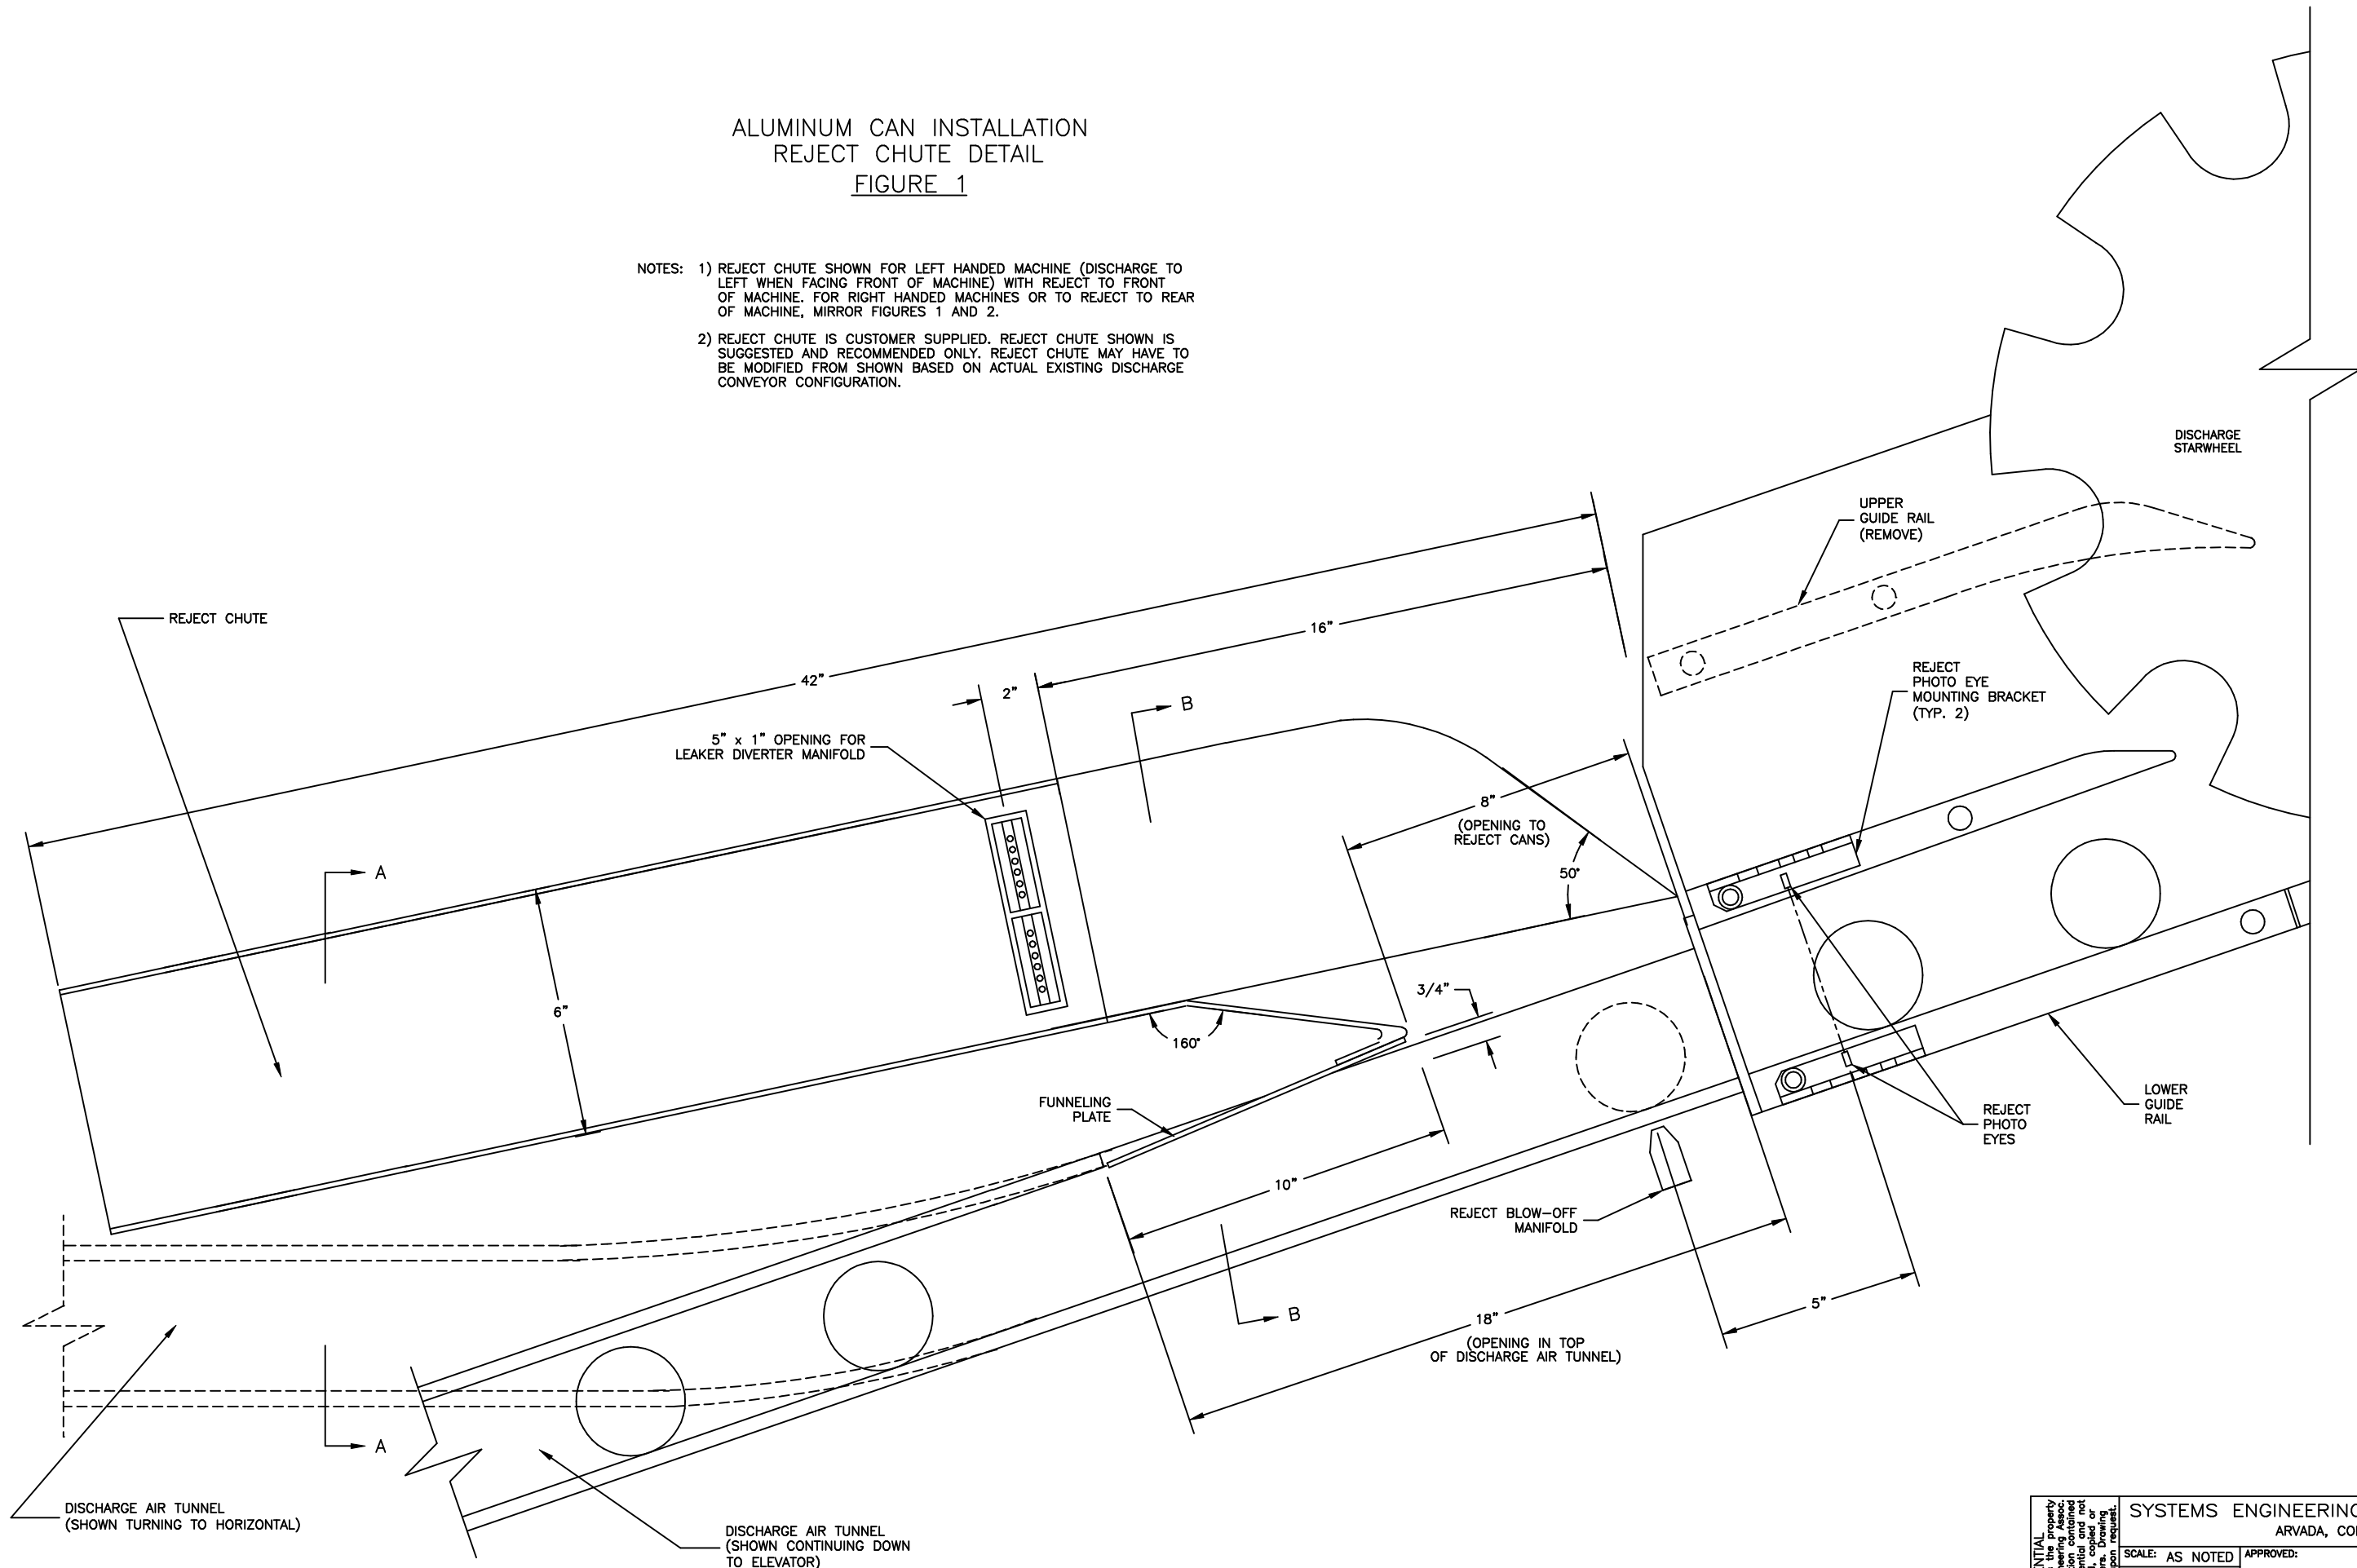 ALUMINUM CAN INSTALLATION
REJECT CHUTE DETAIL
FIGURE 1
NOTES: 1) REJECT CHUTE SHOWN FOR LEFT HANDED MACHINE (DISCHARGE TO
LEFT WHEN FACING FRONT OF MACHINE) WITH REJECT TO FRONT
OF MACHINE. FOR RIGHT HANDED MACHINES OR TO REJECT TO REAR
OF MACHINE, MIRROR FIGURES 1 AND 2.
2) REJECT CHUTE IS CUSTOMER SUPPLIED. REJECT CHUTE SHOWN IS
SUGGESTED AND RECOMMENDED ONLY. REJECT CHUTE MAY HAVE TO
BE MODIFIED FROM SHOWN BASED ON ACTUAL EXISTING DISCHARGE
CONVEYOR CONFIGURATION.
DISCHARGE
STARWHEEL
UPPER
GUIDE RAIL
(REMOVE)
REJECT CHUTE
16"
42"
2"
B
REJECT
PHOTO EYE
MOUNTING BRACKET
(TYP. 2)
5" x 1" OPENING FOR
LEAKER DIVERTER MANIFOLD
8"
(OPENING TO
REJECT CANS)
A
50°
3/4"
6"
160°
FUNNELING
PLATE
LOWER
GUIDE
RAIL
REJECT
PHOTO
EYES
10"
REJECT BLOW-OFF
MANIFOLD
B
5"
18"
(OPENING IN TOP
OF DISCHARGE AIR TUNNEL)
A
DISCHARGE AIR TUNNEL
(SHOWN TURNING TO HORIZONTAL)
DISCHARGE AIR TUNNEL
(SHOWN CONTINUING DOWN
TO ELEVATOR)
SYSTEMS ENGINEERING
ARVADA,
SCALE: AS NOTED
APPROVED: